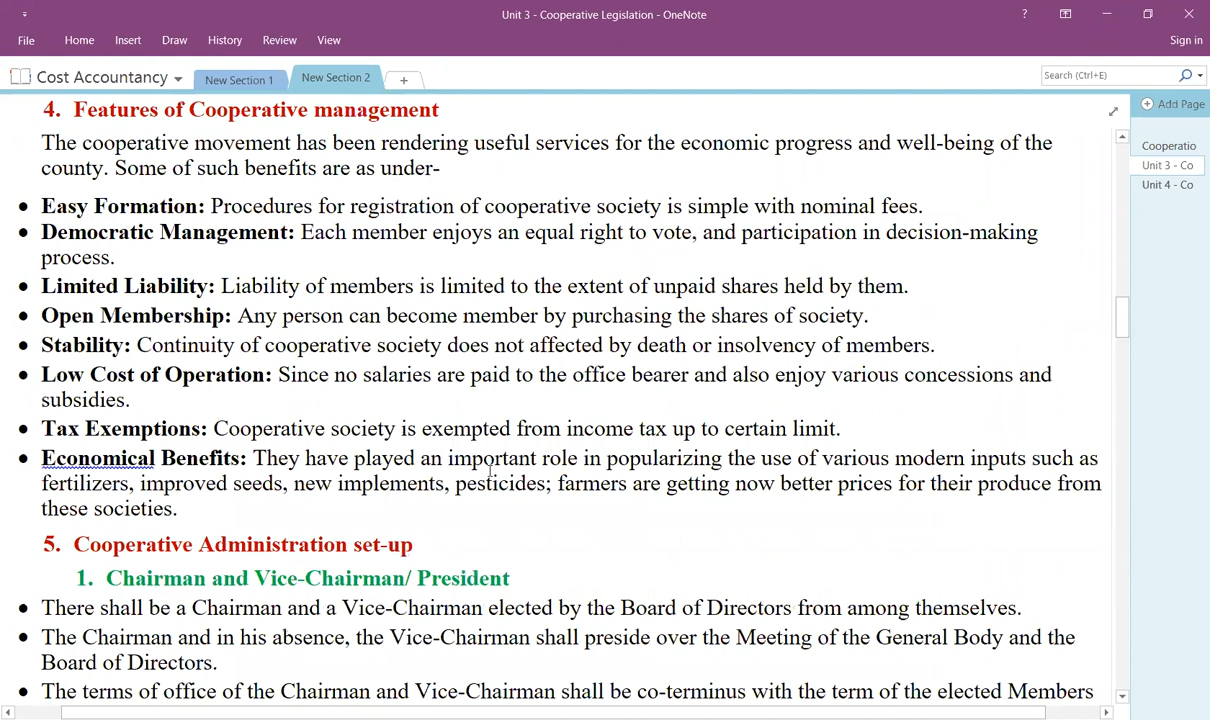 Unit 3 - Cooperative Legislation - OneNote
?
File Home Insert Draw History Review View
Sign in
Cost Accountancy
New Section 1
New Section 2
+
Search (Ctrl+E)
4. Features of Cooperative management
Add Page
The cooperative movement has been rendering useful services for the economic progress and well-being of the
Cooperatio
county. Some of such benefits are as under-
Unit 3 - Co
Unit 4 - Co
• Easy Formation: Procedures for registration of cooperative society is simple with nominal fees.
• Democratic Management: Each member enjoys an equal right to vote, and participation in decision-making
process.
• Limited Liability: Liability of members is limited to the extent of unpaid shares held by them.
• Open Membership: Any person can become member by purchasing the shares of society.
• Stability: Continuity of cooperative society does not affected by death or insolvency of members.
• Low Cost of Operation: Since no salaries are paid to the office bearer and also enjoy various concessions and
subsidies.
• Tax Exemptions: Cooperative society is exempted from income tax up to certain limit.
• Economical Benefits: They have played an important role in popularizing the use of various modern inputs such as
fertilizers, improved seeds, new implements, pesticides; farmers are getting now better prices for their produce from
these societies.
5. Cooperative Administration set-up
1. Chairman and Vice-Chairman/ President
• There shall be a Chairman and a Vice-Chairman elected by the Board of Directors from among themselves.
• The Chairman and in his absence, the Vice-Chairman shall preside over the Meeting of the General Body and the
Board of Directors.
• The terms of office of the Chairman and Vice-Chairman shall be co-terminus with the term of the elected Members